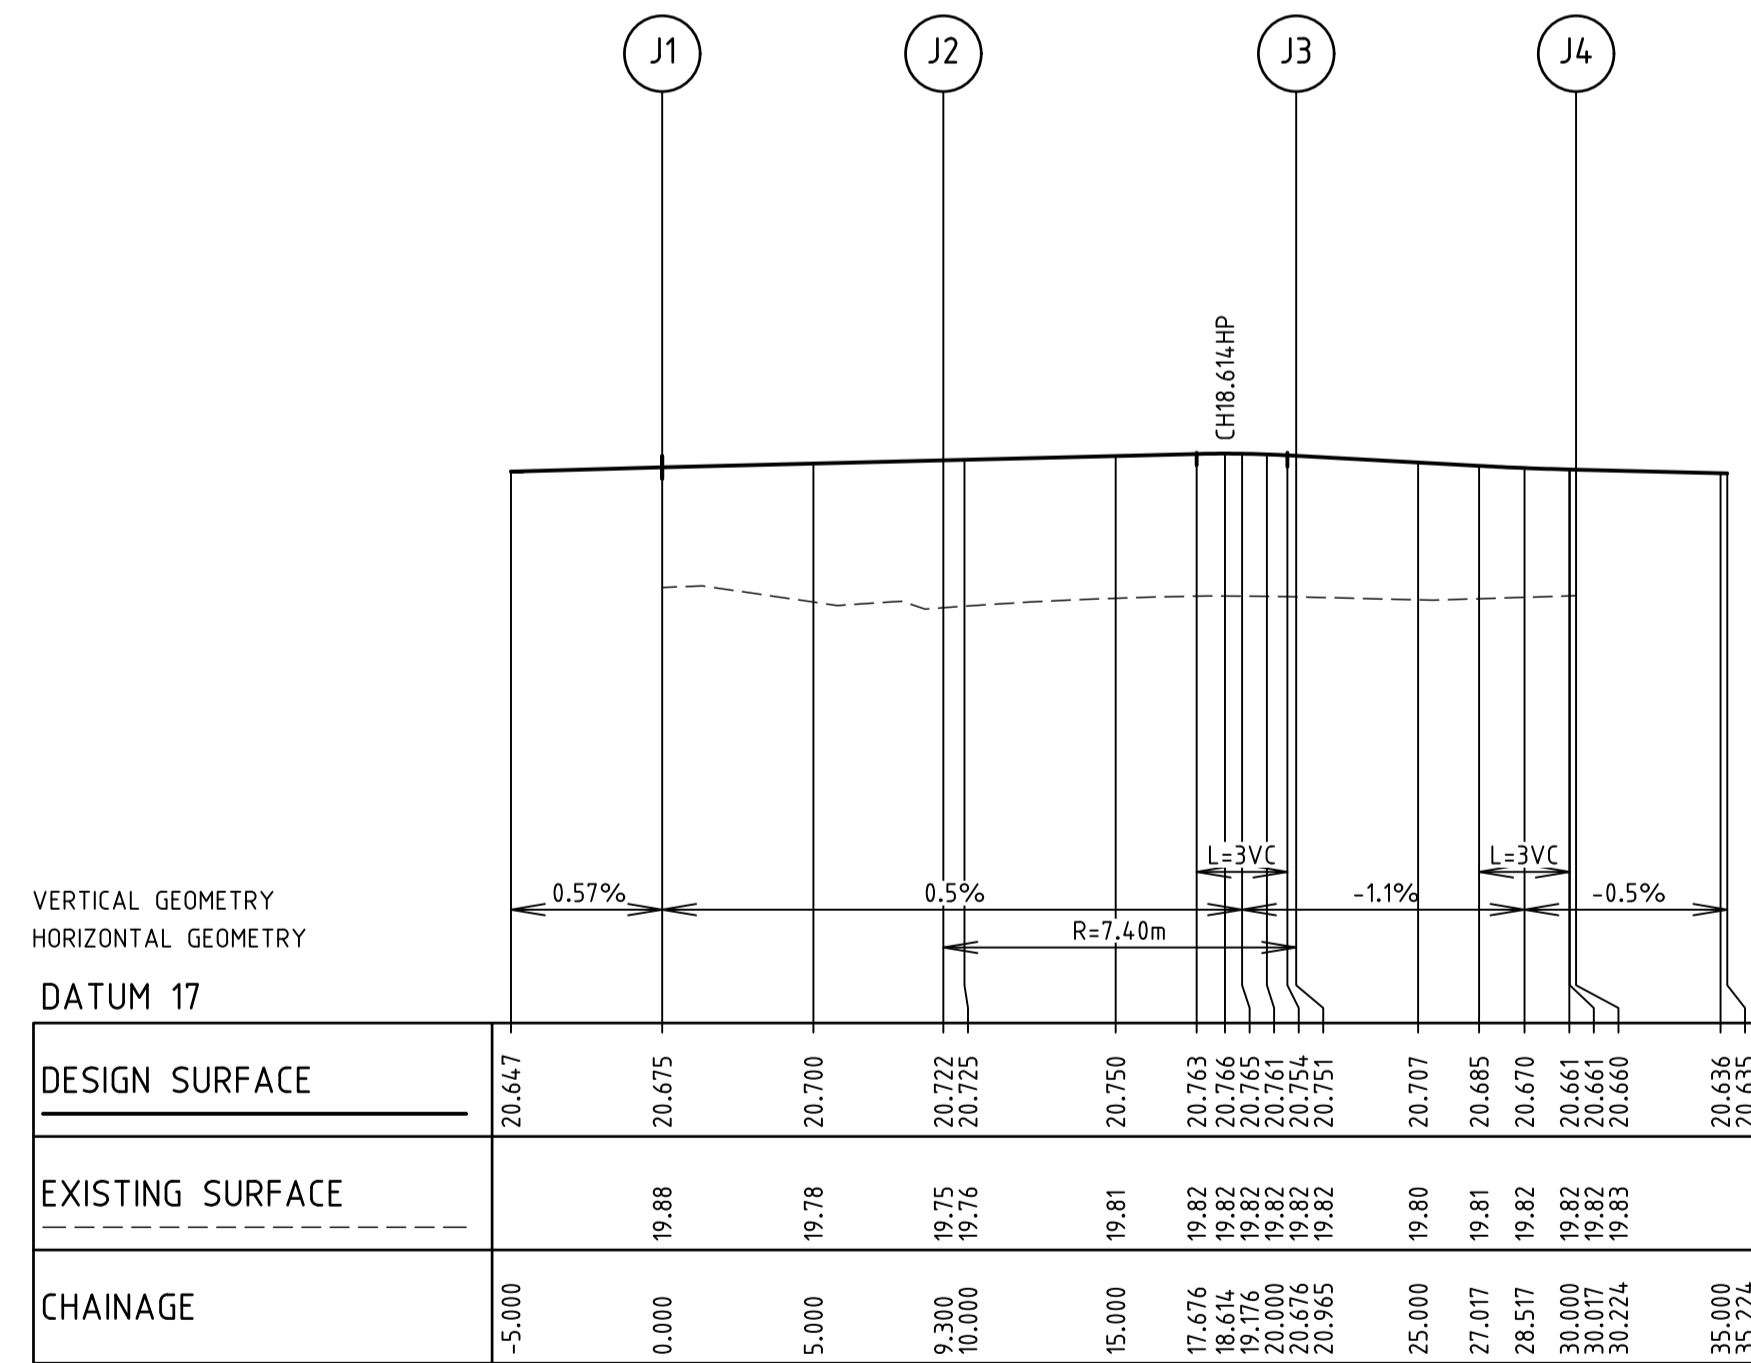 J1 J2 J3 J4
CH18.614HP
L=3VC L=3VC
VERTICAL GEOMETRY 0.57% 0.5% -1.1% -0.5%
HORIZONTAL GEOMETRY R=7.40m
DATUM 17
DESIGN SURFACE 20.647 20.675 20.700 20.722 20.725 20.750 20.763 20.766 20.765 20.761 20.754 20.751 20.707 20.685 20.670 20.661 20.661 20.660 20.636 20.635
EXISTING SURFACE 19.88 19.78 19.75 19.76 19.81 19.82 19.82 19.82 19.82 19.82 19.82 19.80 19.81 19.82 19.82 19.82 19.83
CHAINAGE -5.000 0.000 5.000 9.300 10.000 15.000 17.676 18.614 19.176 20.000 20.676 20.965 25.000 27.017 28.517 30.000 30.017 30.224 35.000 35.224